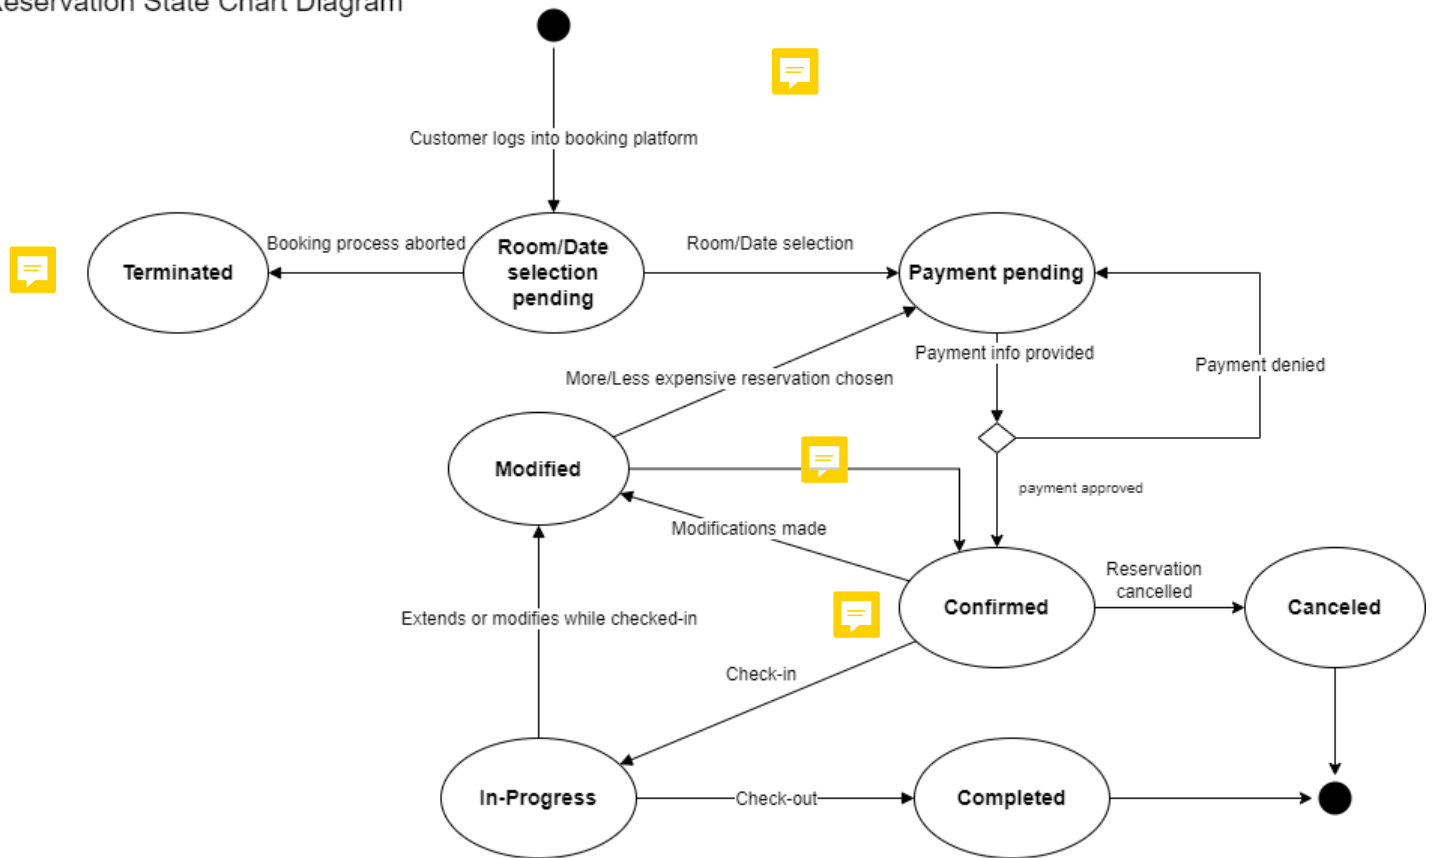 Reservation State Chart Diagram
Customer logs into booking platform
Booking process aborted
Room/Date selection
Terminated
Room/Date
selection
pending
Payment pending
Payment info provided
Payment denied
More/Less expensive reservation chosen
Modified
payment approved
Modifications made
Reservation
cancelled
Confirmed
Canceled
Extends or modifies while checked-in
Check-in
In-Progress
Check-out
Completed